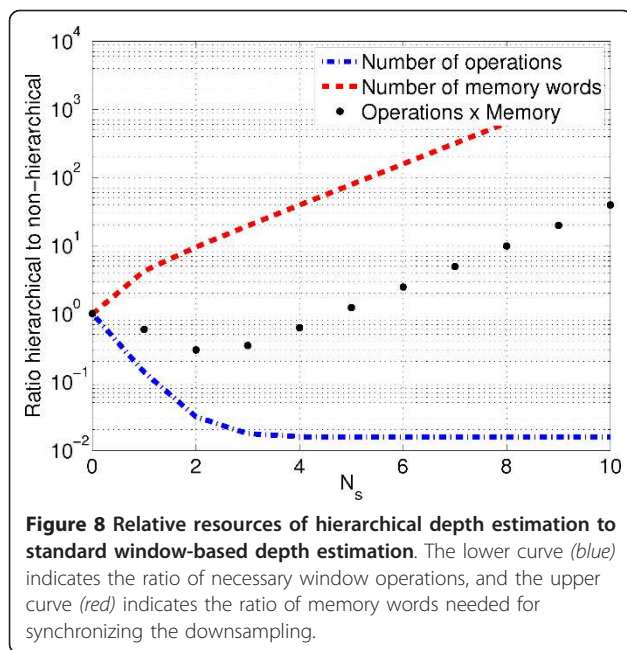 10^4
10^3
10^2
10^1
10^0
10^-1
10^-2
Ratio hierarchical to non-hierarchical
Number of operations
Number of memory words
Operations x Memory
0 2 4 6 8 10
N_s
Figure 8 Relative resources of hierarchical depth estimation to
standard window-based depth estimation. The lower curve (blue)
indicates the ratio of necessary window operations, and the upper
curve (red) indicates the ratio of memory words needed for
synchronizing the downsampling.